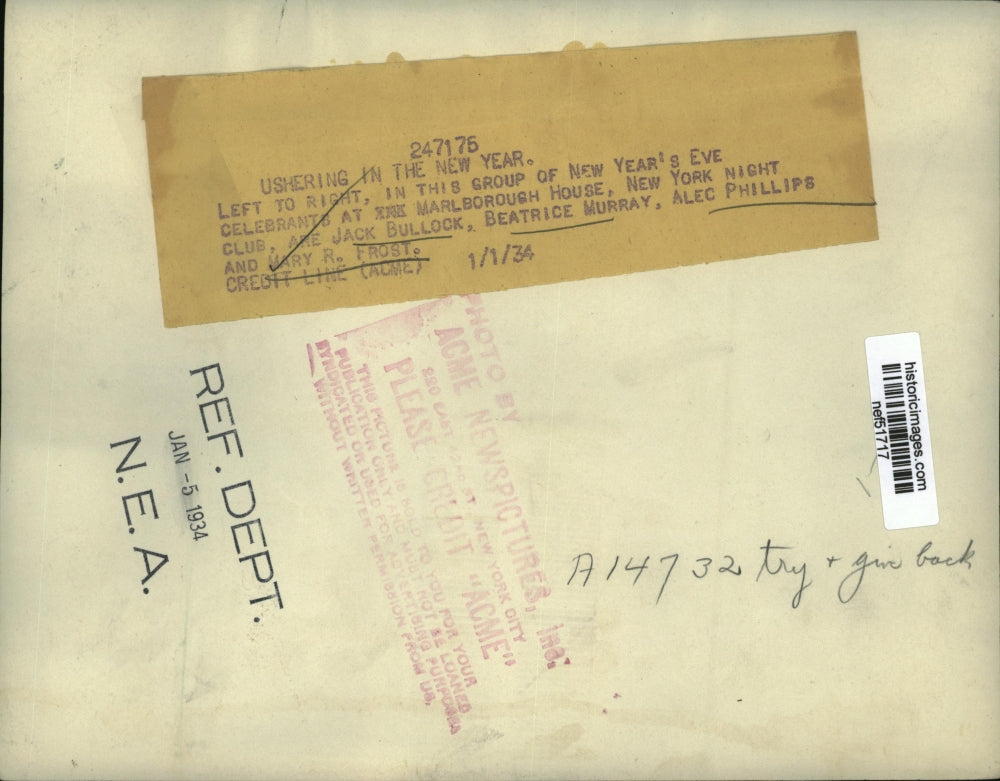 247175
USHERING IN THE NEW YEAR.
LEFT TO RIGHT, IN THIS GROUP OF NEW YEAR'S EVE
CELEBRANTS AT XXX MARLBOROUGH HOUSE, NEW YORK NIGHT
CLUB, ARE JACK BULLOCK, BEATRICE MURRAY, ALEC PHILLIPS
AND MARY R. FROST.
CREDIT LINE (ACME) 1/1/34
PHOTO BY
ACME NEWSPICTURES, INC.
220 EAST ST. NEW YORK CITY
PLEASE CREDIT "ACME"
THIS PICTURE IS SOLD TO YOU FOR YOUR
PUBLICATION ONLY AND MUST NOT BE LOANED
SYNDICATED OR USED FOR ADVERTISING PURPOSES
WITHOUT WRITTEN PERMISSION FROM US.
REF. DEPT.
JAN -5 1934
N.E.A.
historicimages.com
nef51717
A14732 try + give back